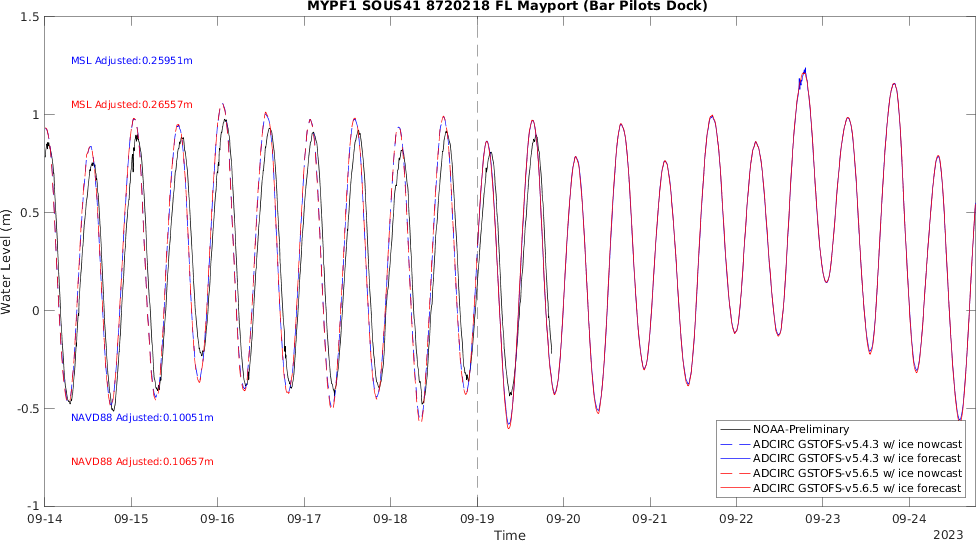 MYPF1 SOUS41 8720218 FL Mayport (Bar Pilots Dock)
1.5
MSL Adjusted:0.25951m
MSL Adjusted:0.26557m
1
0.5
Water Level (m)
0
-0.5
NAVD88 Adjusted:0.10051m
NAVD88 Adjusted:0.10657m
NOAA-Preliminary
ADCIRC GSTOFS-v5.4.3 w/ ice nowcast
ADCIRC GSTOFS-v5.4.3 w/ ice forecast
ADCIRC GSTOFS-v5.6.5 w/ ice nowcast
ADCIRC GSTOFS-v5.6.5 w/ ice forecast
-1
09-14 09-15 09-16 09-17 09-18 09-19 09-20 09-21 09-22 09-23 09-24
Time
2023